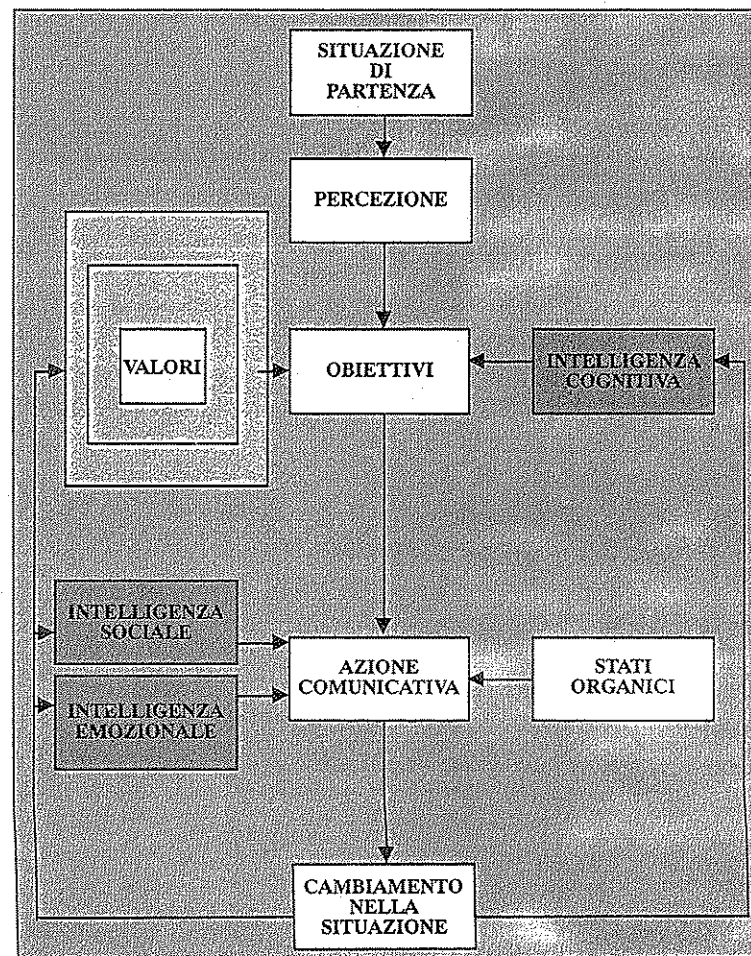 SITUAZIONE
DI
PARTENZA
PERCEZIONE
VALORI
OBIETTIVI
INTELLIGENZA
COGNITIVA
INTELLIGENZA
SOCIALE
INTELLIGENZA
EMOZIONALE
AZIONE
COMUNICATIVA
STATI
ORGANICI
CAMBIAMENTO
NELLA
SITUAZIONE